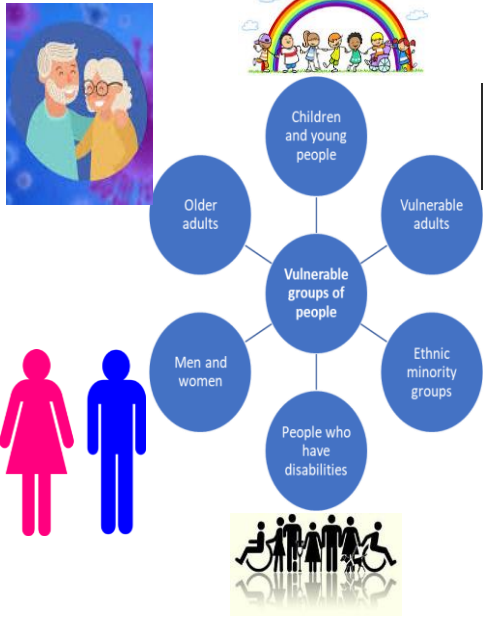 Children
and young
people
Older
adults
Vulnerable
adults
Vulnerable
groups of
people
Men and
women
Ethnic
minority
groups
People who
have
disabilities